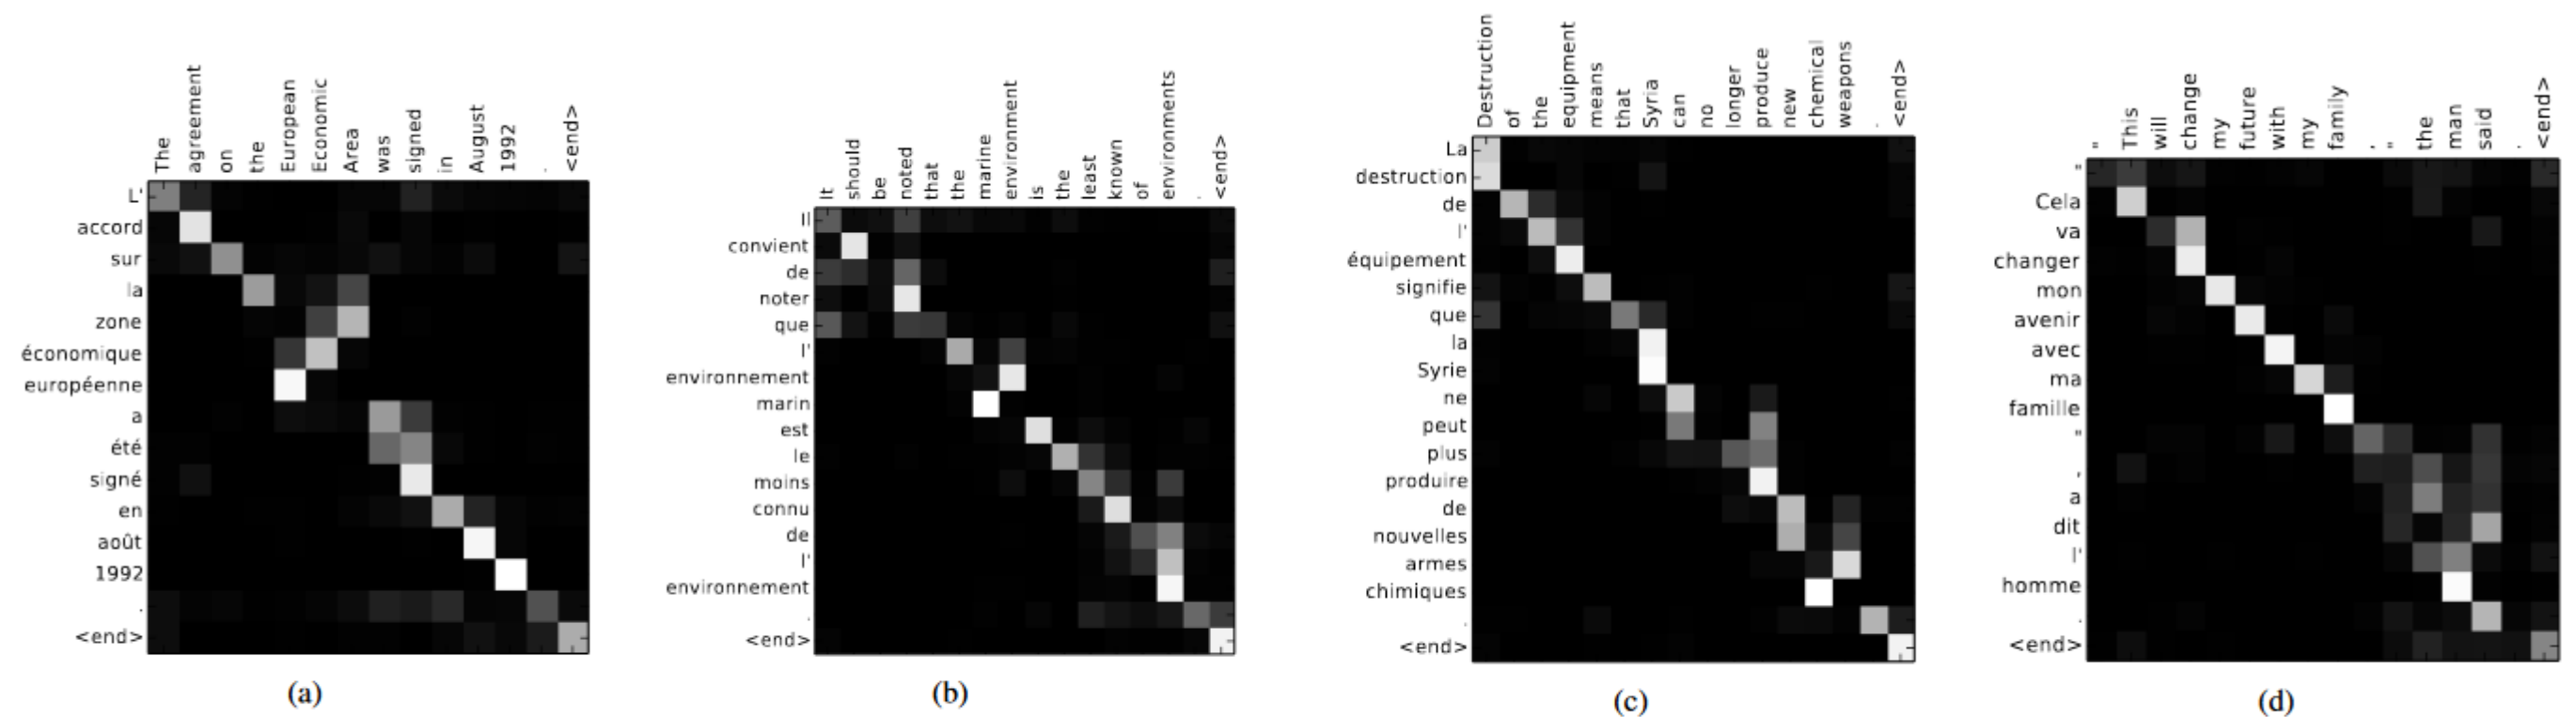 The agreement on the European Economic Area was signed in August 1992 . <end>
L'
accord
sur
la
zone
économique
européenne
a
été
signé
en
août
1992
.
<end>
(a)
It should be noted that the marine environment is the least known of environments . <end>
Il
convient
de
noter
que
l'
environnement
marin
est
le
moins
connu
de
l'
environnement
.
<end>
(b)
Destruction of the equipment means that Syria can no longer produce new chemical weapons . <end>
La
destruction
de
l'
équipement
signifie
que
la
Syrie
ne
peut
plus
produire
de
nouvelles
armes
chimiques
.
<end>
(c)
" This will change my future with my family , " the man said . <end>
"
Cela
va
changer
mon
avenir
avec
ma
famille
"
,
a
dit
l'
homme
.
<end>
(d)